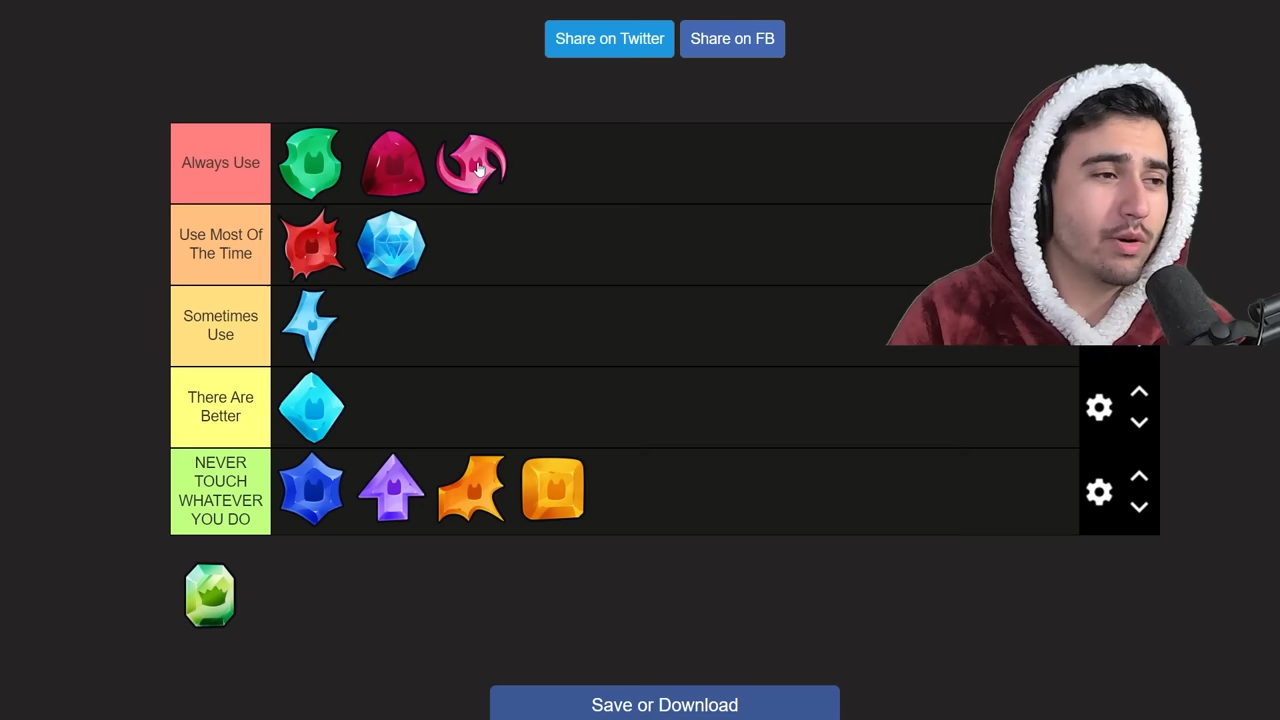 Share on Twitter
Share on FB
Always Use
Use Most Of
The Time
Sometimes
Use
There Are
Better
NEVER
TOUCH
WHATEVER
YOU DO
Save or Download